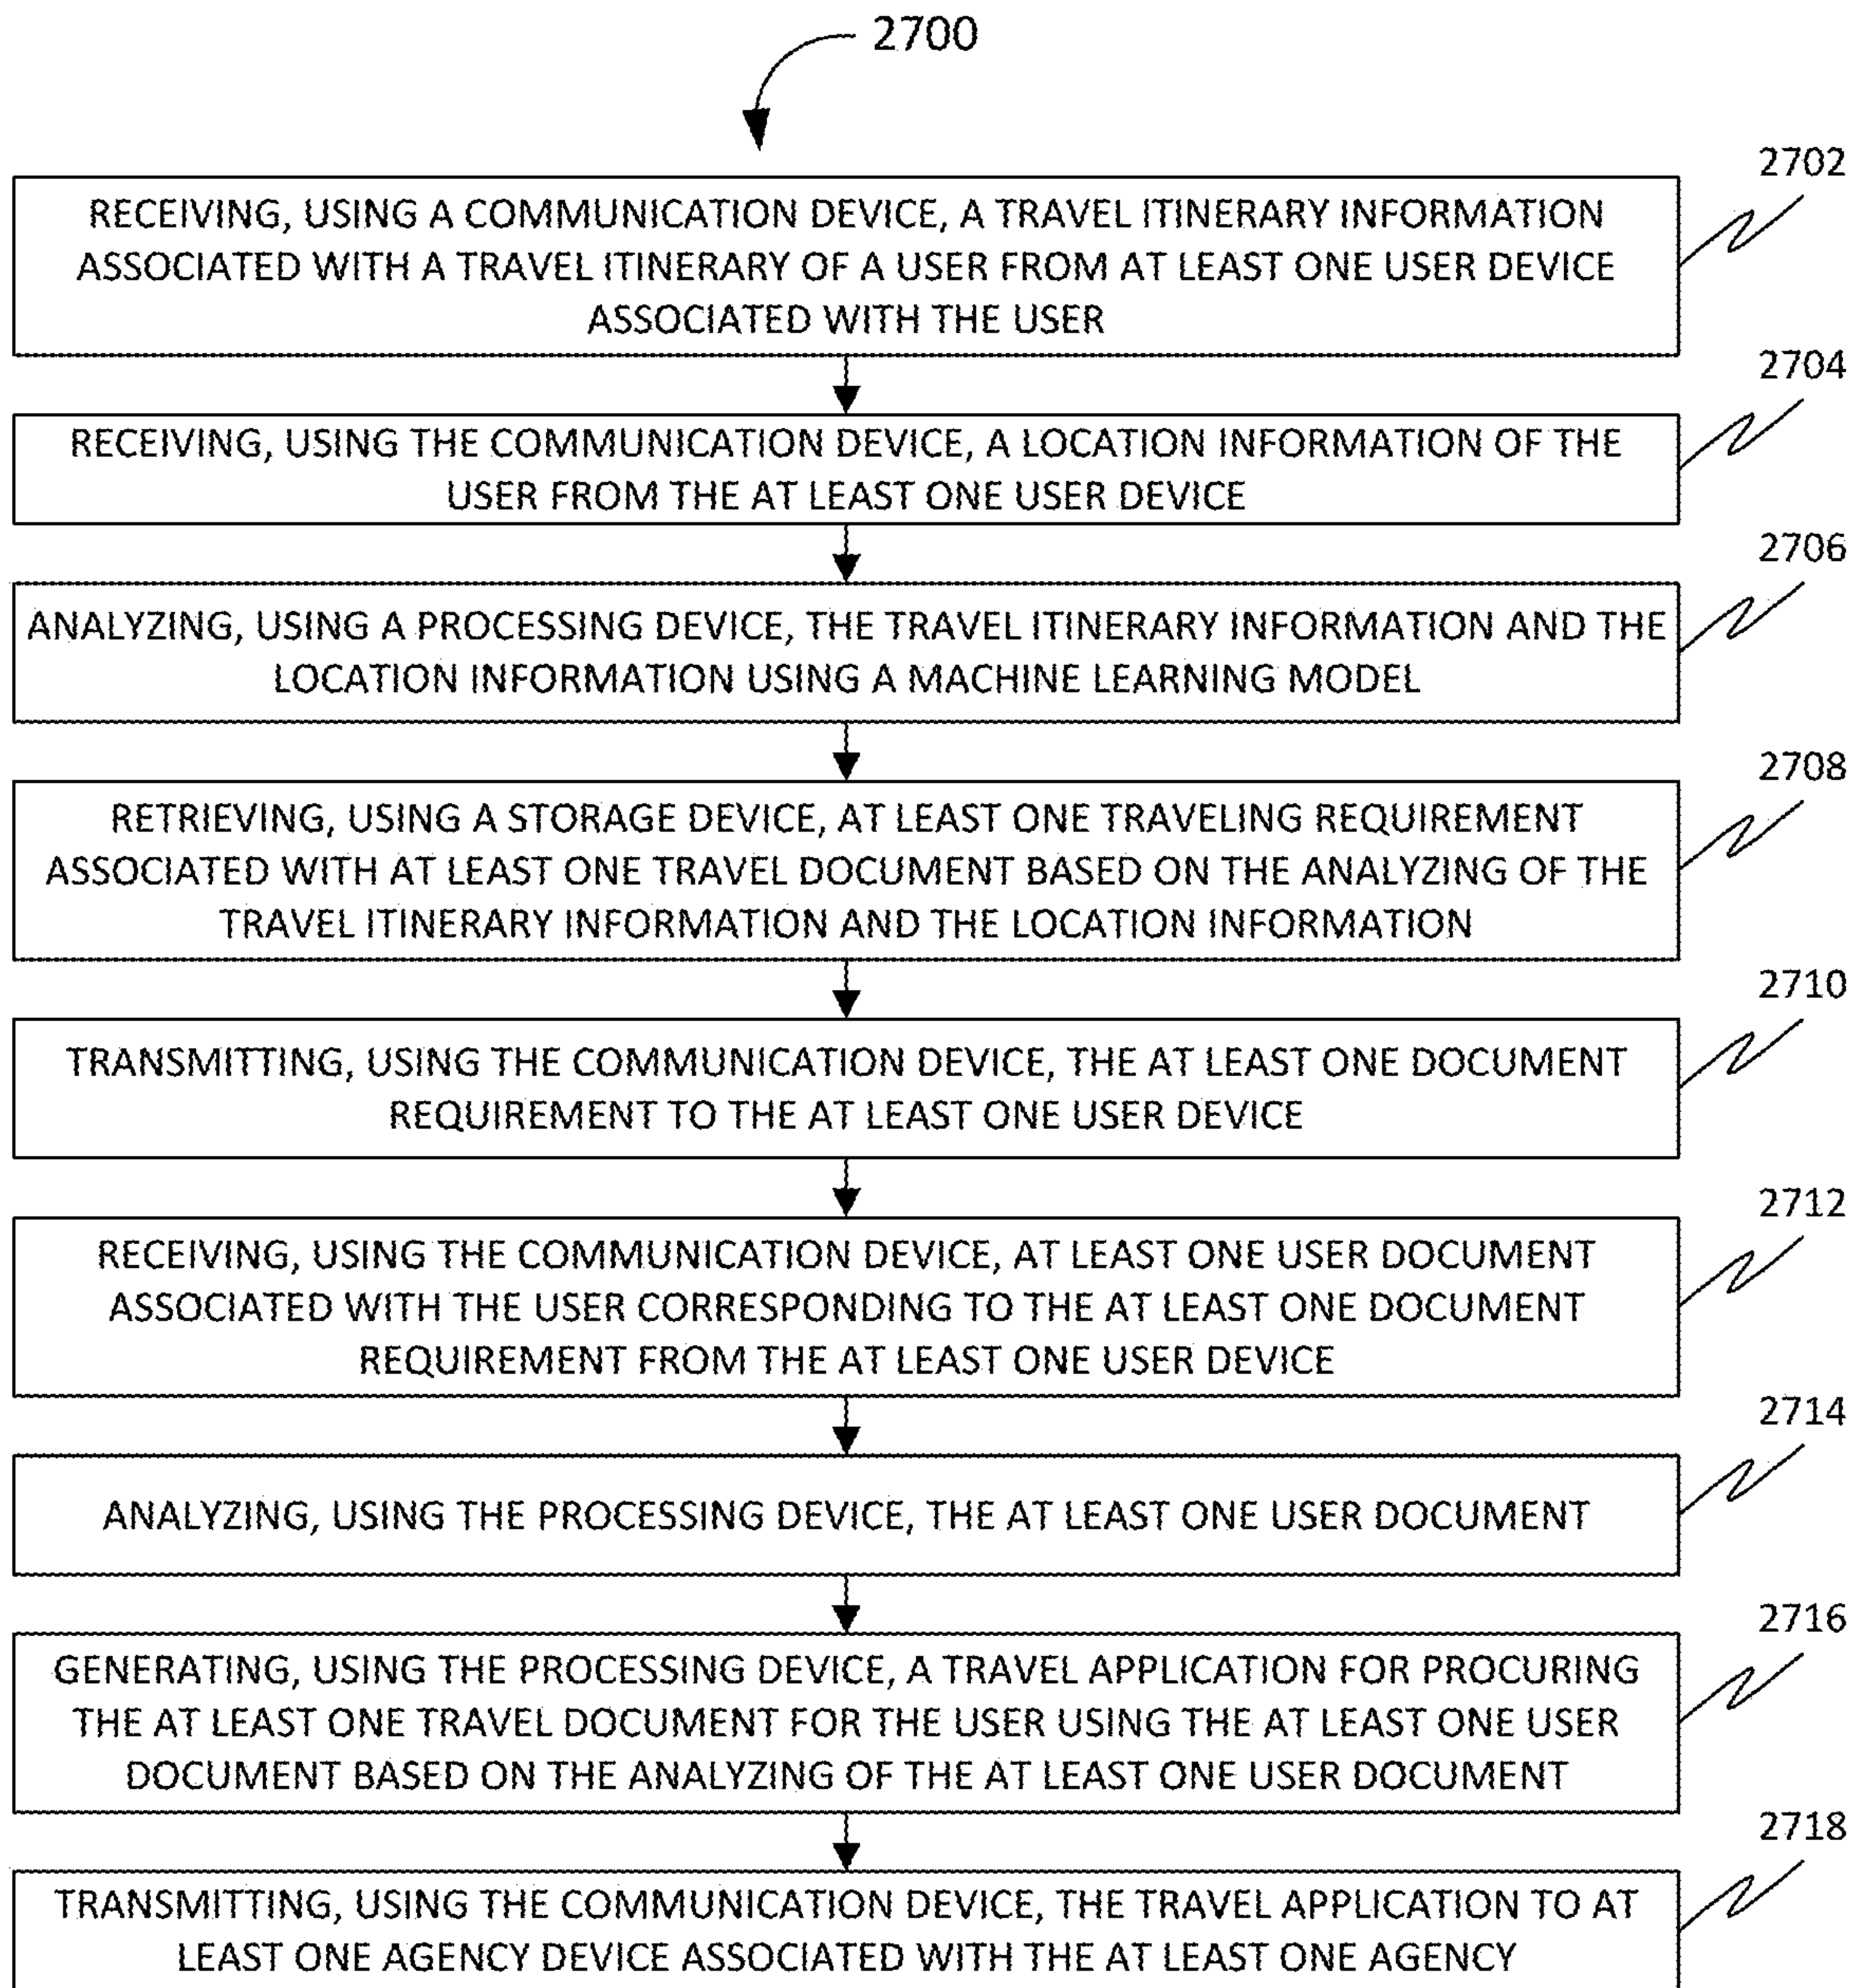 2700
2702
RECEIVING, USING A COMMUNICATION DEVICE, A TRAVEL ITINERARY INFORMATION
ASSOCIATED WITH A TRAVEL ITINERARY OF A USER FROM AT LEAST ONE USER DEVICE
ASSOCIATED WITH THE USER
2704
RECEIVING, USING THE COMMUNICATION DEVICE, A LOCATION INFORMATION OF THE
USER FROM THE AT LEAST ONE USER DEVICE
2706
ANALYZING, USING A PROCESSING DEVICE, THE TRAVEL ITINERARY INFORMATION AND THE
LOCATION INFORMATION USING A MACHINE LEARNING MODEL
2708
RETRIEVING, USING A STORAGE DEVICE, AT LEAST ONE TRAVELING REQUIREMENT
ASSOCIATED WITH AT LEAST ONE TRAVEL DOCUMENT BASED ON THE ANALYZING OF THE
TRAVEL ITINERARY INFORMATION AND THE LOCATION INFORMATION
2710
TRANSMITTING, USING THE COMMUNICATION DEVICE, THE AT LEAST ONE DOCUMENT
REQUIREMENT TO THE AT LEAST ONE USER DEVICE
2712
RECEIVING, USING THE COMMUNICATION DEVICE, AT LEAST ONE USER DOCUMENT
ASSOCIATED WITH THE USER CORRESPONDING TO THE AT LEAST ONE DOCUMENT
REQUIREMENT FROM THE AT LEAST ONE USER DEVICE
2714
ANALYZING, USING THE PROCESSING DEVICE, THE AT LEAST ONE USER DOCUMENT
2716
GENERATING, USING THE PROCESSING DEVICE, A TRAVEL APPLICATION FOR PROCURING
THE AT LEAST ONE TRAVEL DOCUMENT FOR THE USER USING THE AT LEAST ONE USER
DOCUMENT BASED ON THE ANALYZING OF THE AT LEAST ONE USER DOCUMENT
2718
TRANSMITTING, USING THE COMMUNICATION DEVICE, THE TRAVEL APPLICATION TO AT
LEAST ONE AGENCY DEVICE ASSOCIATED WITH THE AT LEAST ONE AGENCY